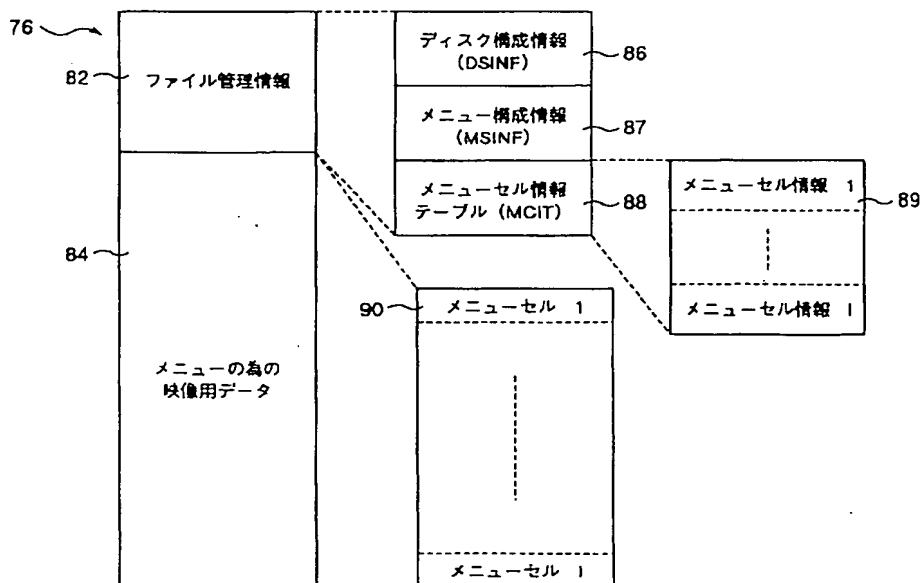 76
82
ファイル管理情報
84
メニューの為の
映像用データ
ディスク構成情報
(DSINF)
86
メニュー構成情報
(MSINF)
87
メニューセル情報
テーブル (MCIT)
88
メニューセル情報 1
89
メニューセル情報 I
90
メニューセル 1
メニューセル I